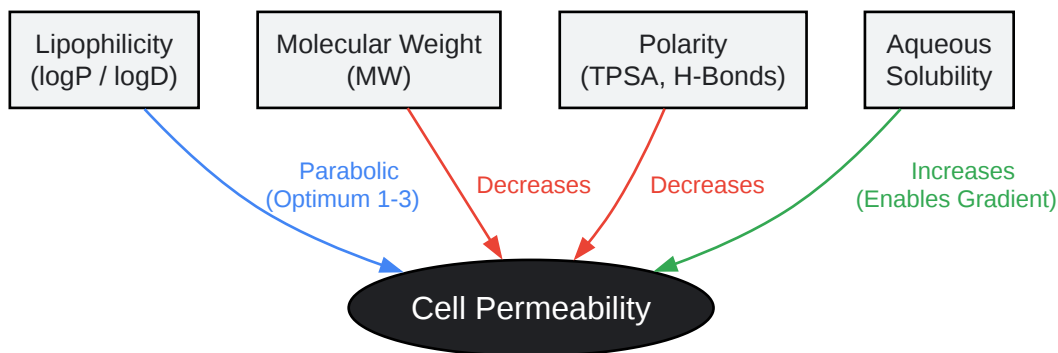 Lipophilicity
(logP / logD)
Molecular Weight
(MW)
Polarity
(TPSA, H-Bonds)
Aqueous
Solubility
Parabolic
(Optimum 1-3)
Decreases
Decreases
Increases
(Enables Gradient)
Cell Permeability